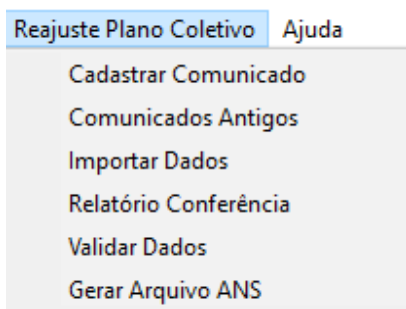 Reajuste Plano Coletivo Ajuda
Cadastrar Comunicado
Comunicados Antigos
Importar Dados
Relatório Conferência
Validar Dados
Gerar Arquivo ANS